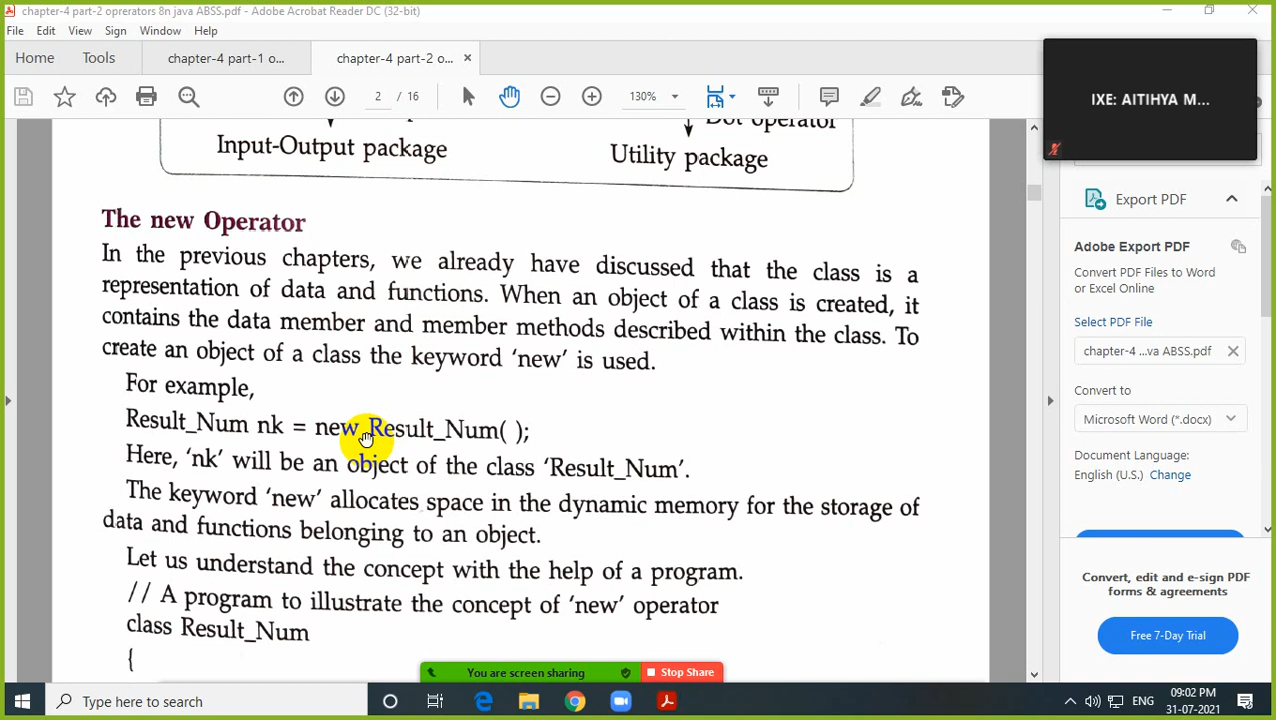 chapter-4 part-2 oprerators 8n java ABSS.pdf - Adobe Acrobat Reader DC (32-bit)
File Edit View Sign Window Help
Home Tools chapter-4 part-1 o... chapter-4 part-2 o... ×
2 / 16 130%
IXE: AITIHYA M...
Dot operator
Input-Output package
Utility package
The new Operator
In the previous chapters, we already have discussed that the class is a
representation of data and functions. When an object of a class is created, it
contains the data member and member methods described within the class. To
create an object of a class the keyword 'new' is used.
For example,
Result_Num nk = new Result_Num( );
Here, 'nk' will be an object of the class 'Result_Num'.
The keyword 'new' allocates space in the dynamic memory for the storage of
data and functions belonging to an object.
Let us understand the concept with the help of a program.
// A program to illustrate the concept of 'new' operator
class Result_Num
{
Export PDF
Adobe Export PDF
Convert PDF Files to Word
or Excel Online
Select PDF File
chapter-4 ...va ABSS.pdf ×
Convert to
Microsoft Word (*.docx)
Document Language:
English (U.S.) Change
Convert, edit and e-sign PDF
forms & agreements
Free 7-Day Trial
You are screen sharing Stop Share
Type here to search
ENG
09:02 PM
31-07-2021